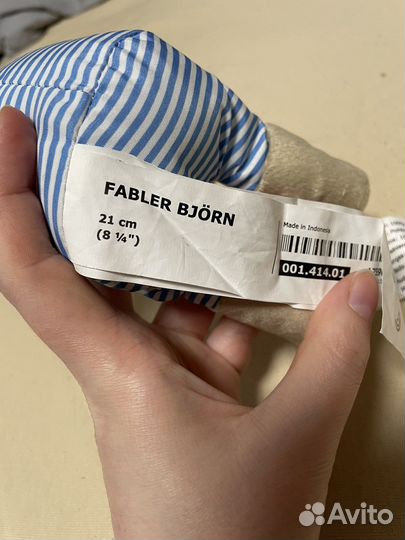 FABLER BJÖRN
21 cm
(8 ¼")
Made in Indonesia
001.414.01
Avito